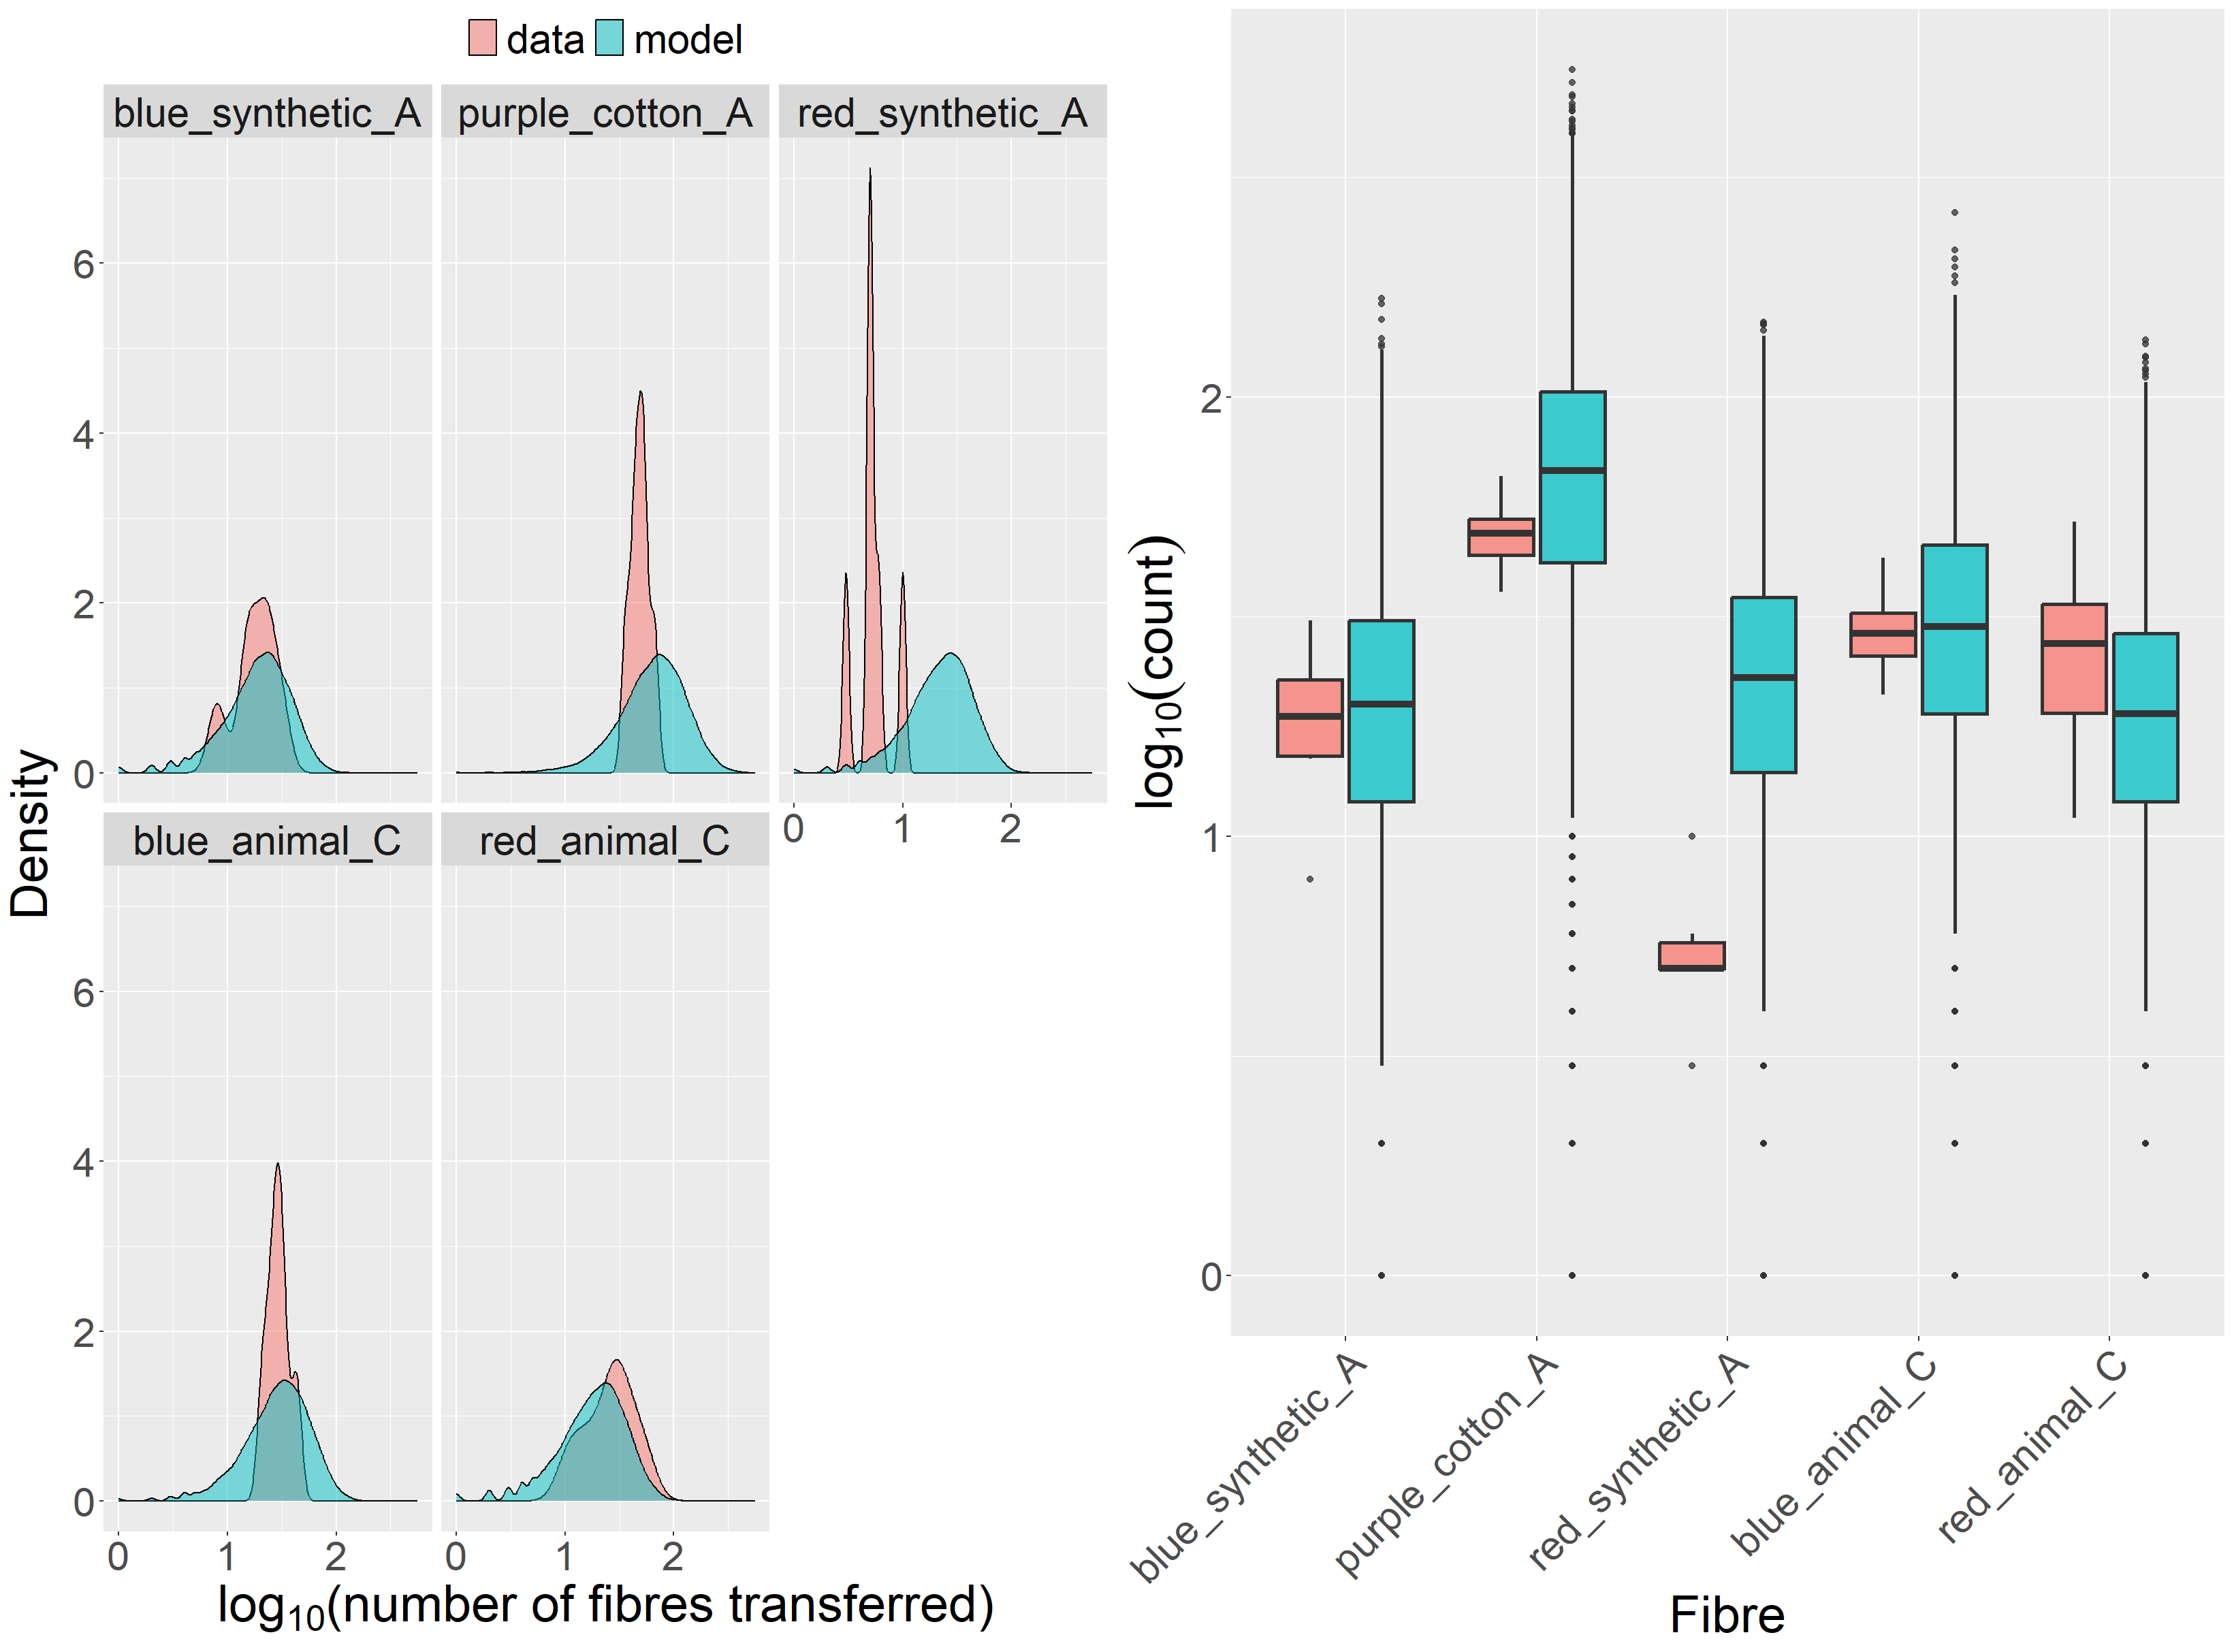 data model
blue_synthetic_A purple_cotton_A red_synthetic_A
6
4
2
0
0 1 2
blue_animal_C red_animal_C
6
4
2
0
0 1 2 0 1 2
Density
log10(number of fibres transferred)
log10(count)
2
1
0
blue_synthetic_A
purple_cotton_A
red_synthetic_A
blue_animal_C
red_animal_C
Fibre